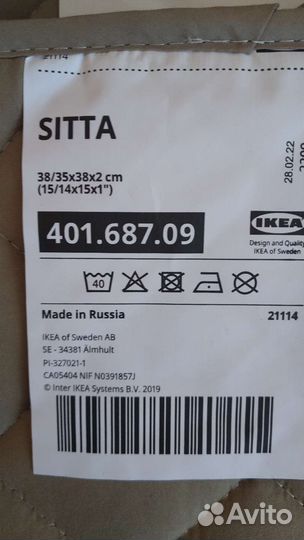 21114
SITTA
38/35x38x2 cm
(15/14x15x1")
28.02.22
401.687.09
IKEA
Design and Quality
IKEA of Sweden
40
Made in Russia
21114
IKEA of Sweden AB
SE - 34381 Älmhult
PI-327021-1
CA05404 NIF N0391857J
© Inter IKEA Systems B.V. 2019
Avito